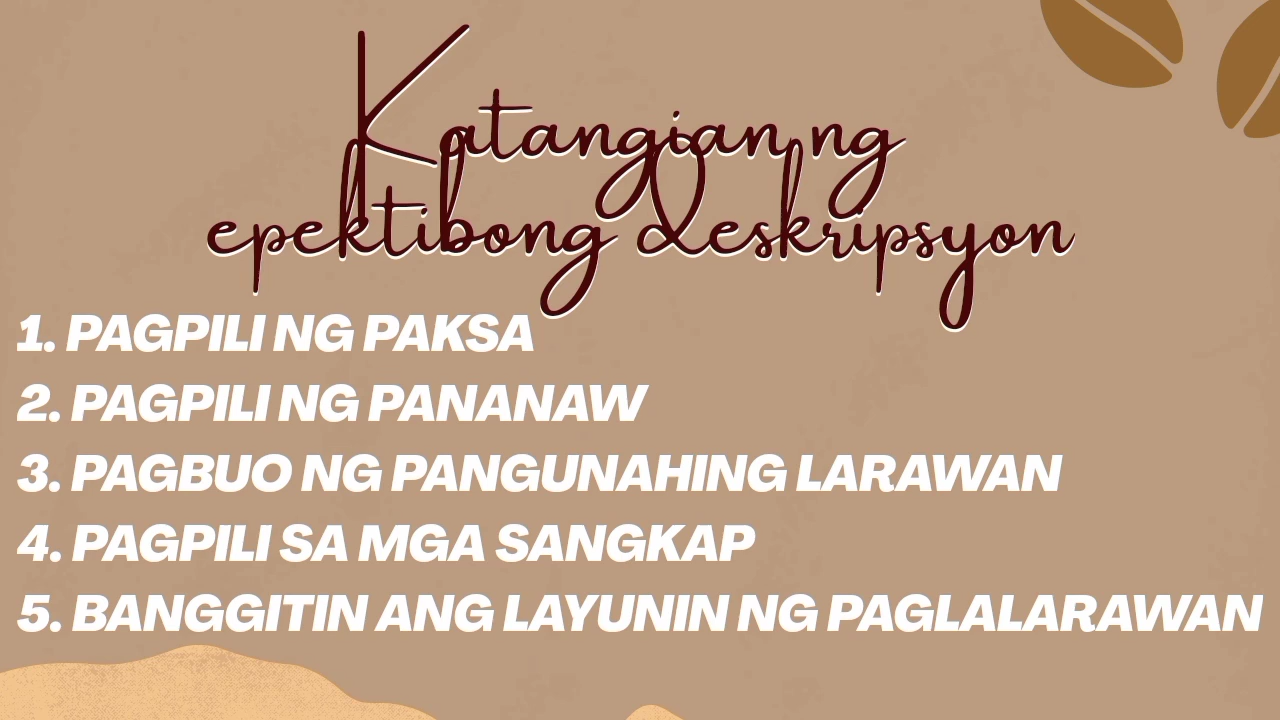 Katangian ng
epektibong deskripsyon
1. PAGPILI NG PAKSA
2. PAGPILI NG PANANAW
3. PAGBUO NG PANGUNAHING LARAWAN
4. PAGPILI SA MGA SANGKAP
5. BANGGITIN ANG LAYUNIN NG PAGLALARAWAN